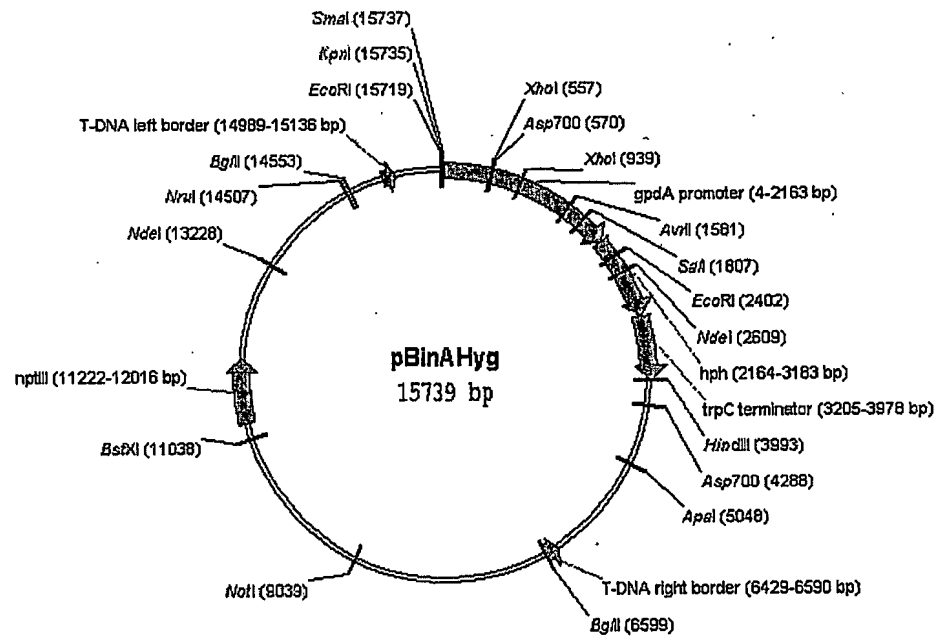 SmaI (15737)
KpnI (15735)
EcoRI (15719)
T-DNA left border (14989-15136 bp)
BglII (14553)
NruI (14507)
NdeI (13228)
nptIII (11222-12016 bp)
BstXI (11038)
NotI (9039)
XhoI (557)
Asp700 (570)
XhoI (939)
gpdA promoter (4-2163 bp)
AvrII (1581)
SalI (1807)
EcoRI (2402)
NdeI (2609)
hph (2164-3183 bp)
trpC terminator (3205-3978 bp)
HindIII (3993)
Asp700 (4288)
ApaI (5048)
T-DNA right border (6429-6590 bp)
BglII (6599)
pBinAHyg
15739 bp